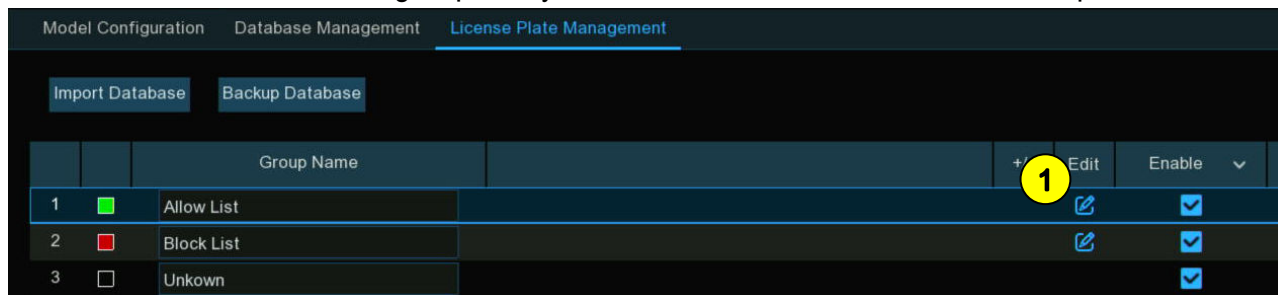 Model Configuration Database Management License Plate Management
Import Database Backup Database
Group Name +/ Edit Enable
1
1 Allow List
2 Block List
3 Unkown